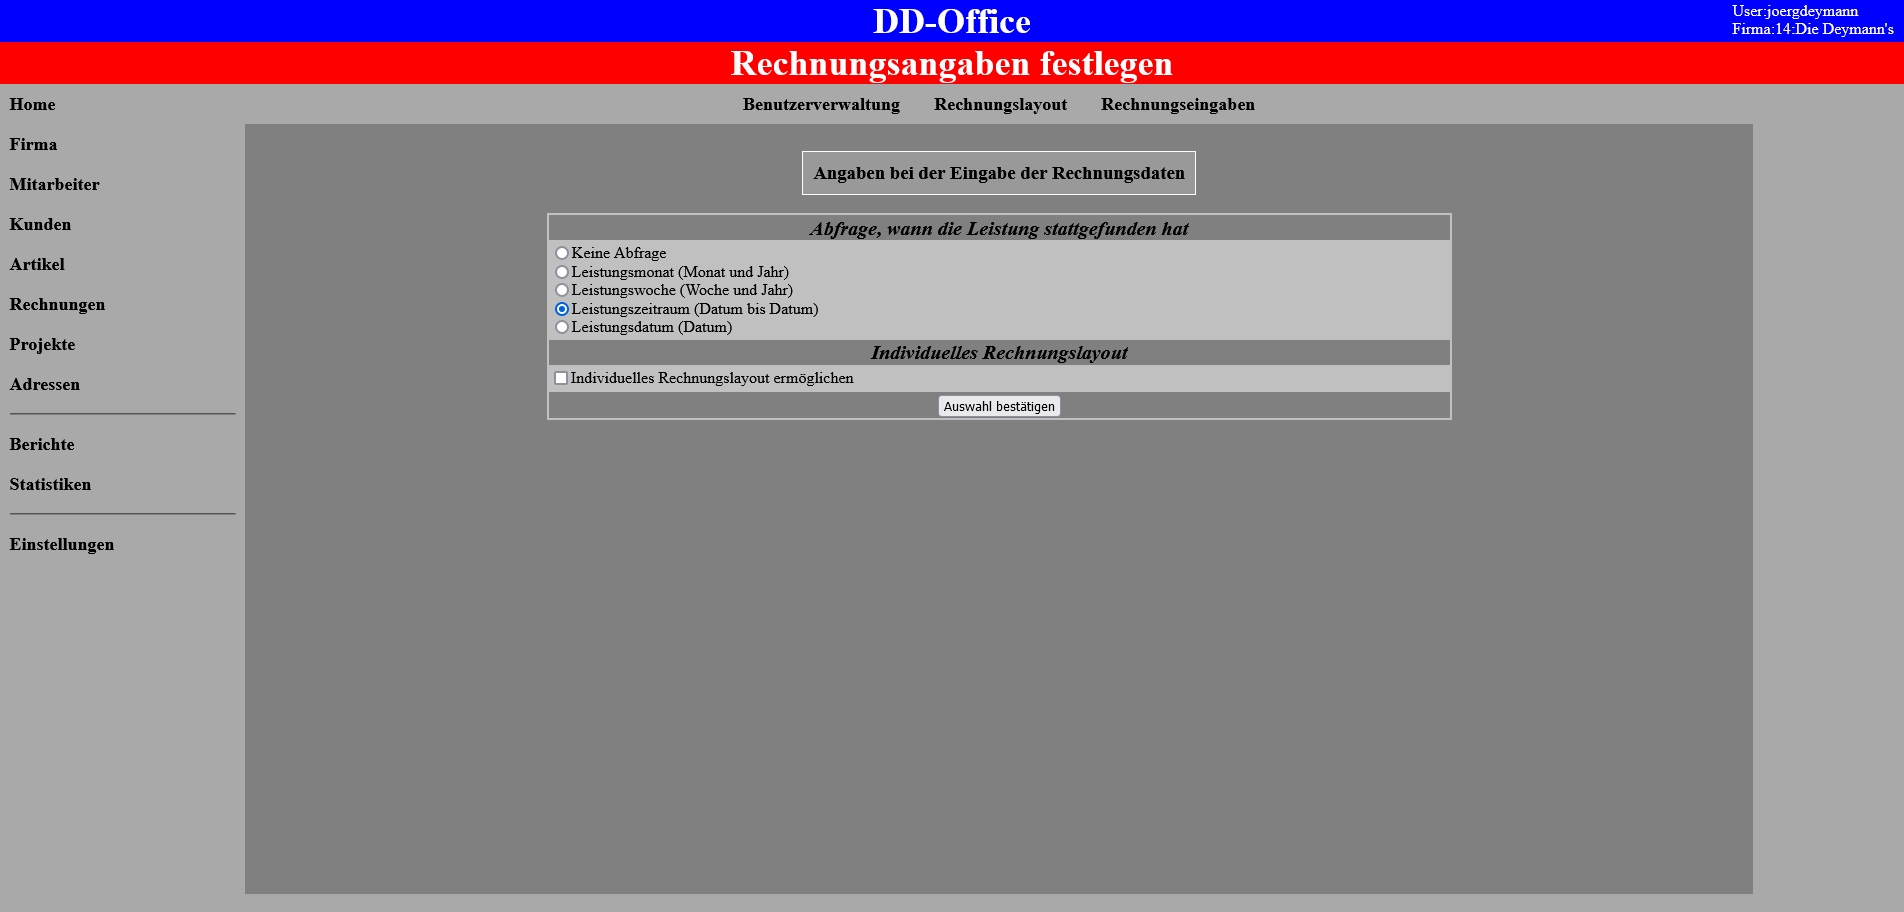 DD-Office
User:joergdeymann
Firma:14:Die Deymann's
Rechnungsangaben festlegen
Home
Benutzerverwaltung Rechnungslayout Rechnungseingaben
Firma
Mitarbeiter
Kunden
Artikel
Rechnungen
Projekte
Adressen
Berichte
Statistiken
Einstellungen
Angaben bei der Eingabe der Rechnungsdaten
Abfrage, wann die Leistung stattgefunden hat
Keine Abfrage
Leistungsmonat (Monat und Jahr)
Leistungswoche (Woche und Jahr)
Leistungszeitraum (Datum bis Datum)
Leistungsdatum (Datum)
Individuelles Rechnungslayout
Individuelles Rechnungslayout ermöglichen
Auswahl bestätigen